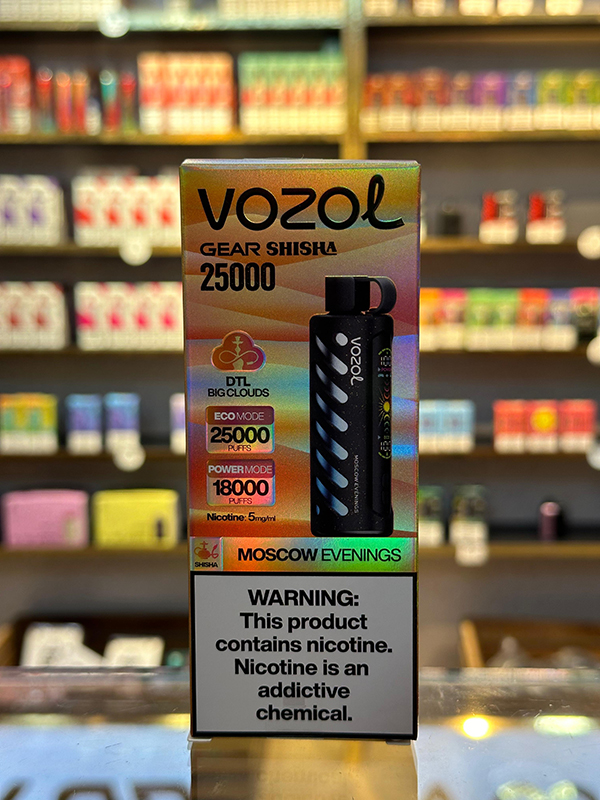 VOZOL
GEAR SHISHA
25000
DTL
BIG CLOUDS
ECO MODE
25000
PUFFS
POWER MODE
18000
PUFFS
Nicotine: 5mg/ml
VOZOL
MOSCOW EVENINGS
SHISHA
MOSCOW EVENINGS
WARNING:
This product
contains nicotine.
Nicotine is an
addictive
chemical.